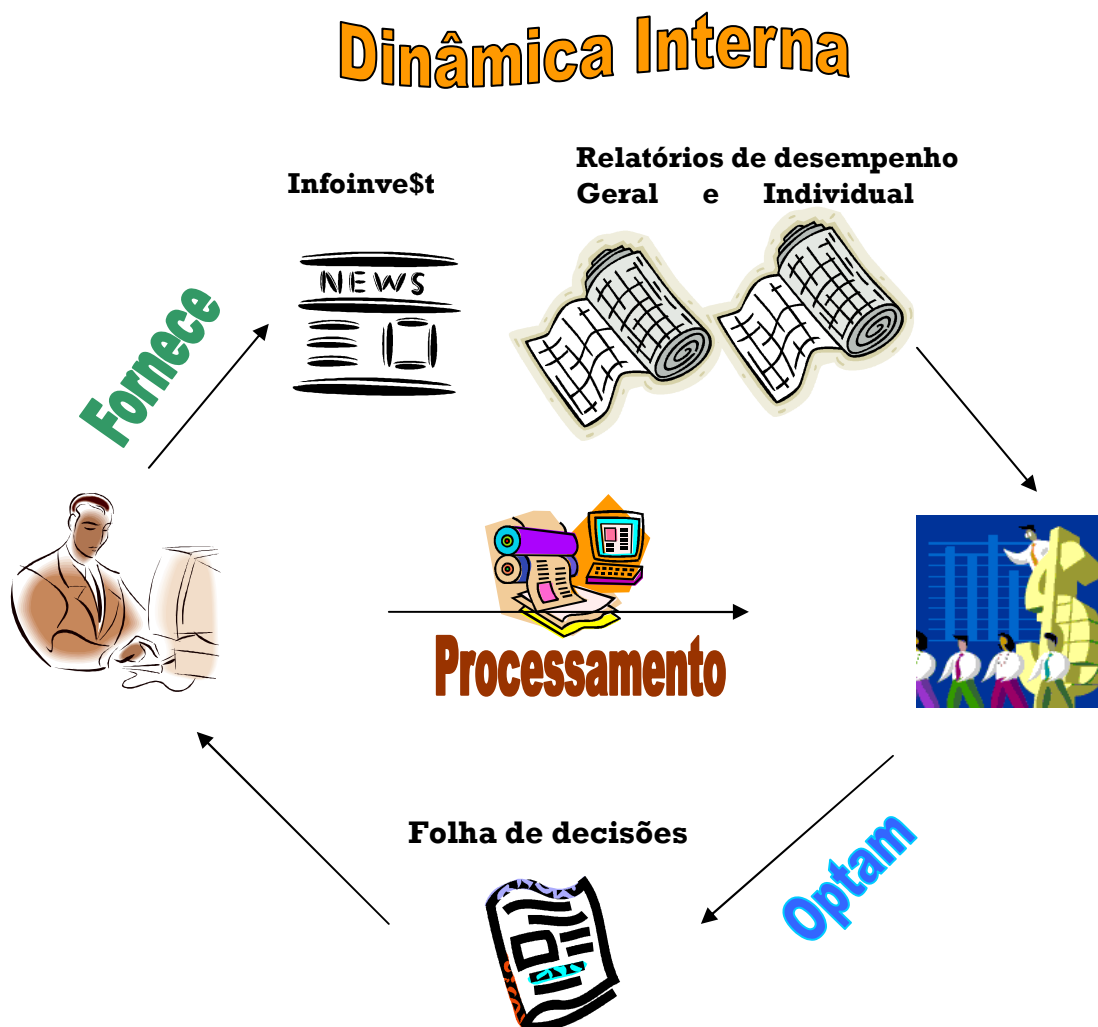 Dinâmica Interna
Infoinve$t
Relatórios de desempenho
Geral e Individual
NEWS
Fornece
Processamento
Folha de decisões
Optam